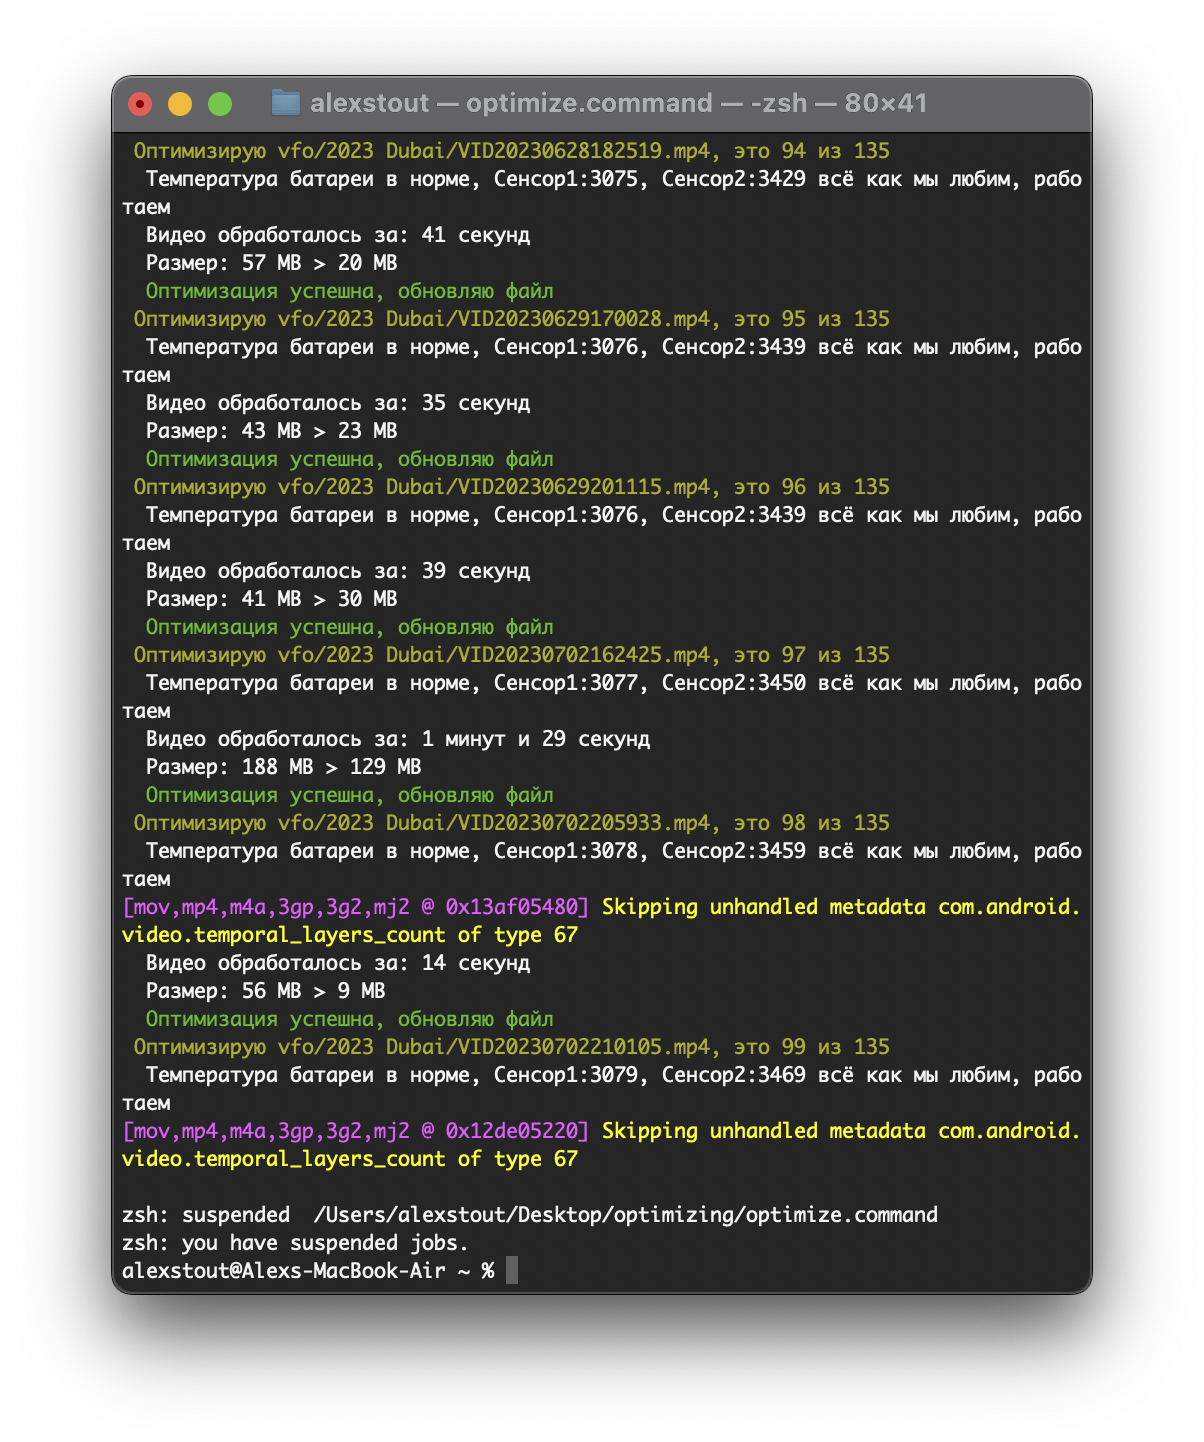 alexstout — optimize.command — -zsh — 80×41
Оптимизирую vfo/2023 Dubai/VID20230628182519.mp4, это 94 из 135
Температура батареи в норме, Сенсор1:3075, Сенсор2:3429 всё как мы любим, рабо
таем
Видео обработалось за: 41 секунд
Размер: 57 MB > 20 MB
Оптимизация успешна, обновляю файл
Оптимизирую vfo/2023 Dubai/VID20230629170028.mp4, это 95 из 135
Температура батареи в норме, Сенсор1:3076, Сенсор2:3439 всё как мы любим, рабо
таем
Видео обработалось за: 35 секунд
Размер: 43 MB > 23 MB
Оптимизация успешна, обновляю файл
Оптимизирую vfo/2023 Dubai/VID20230629201115.mp4, это 96 из 135
Температура батареи в норме, Сенсор1:3076, Сенсор2:3439 всё как мы любим, рабо
таем
Видео обработалось за: 39 секунд
Размер: 41 MB > 30 MB
Оптимизация успешна, обновляю файл
Оптимизирую vfo/2023 Dubai/VID20230702162425.mp4, это 97 из 135
Температура батареи в норме, Сенсор1:3077, Сенсор2:3450 всё как мы любим, рабо
таем
Видео обработалось за: 1 минут и 29 секунд
Размер: 188 MB > 129 MB
Оптимизация успешна, обновляю файл
Оптимизирую vfo/2023 Dubai/VID20230702205933.mp4, это 98 из 135
Температура батареи в норме, Сенсор1:3078, Сенсор2:3459 всё как мы любим, рабо
таем
[mov,mp4,m4a,3gp,3g2,mj2 @ 0x13af05480] Skipping unhandled metadata com.android.
video.temporal_layers_count of type 67
Видео обработалось за: 14 секунд
Размер: 56 MB > 9 MB
Оптимизация успешна, обновляю файл
Оптимизирую vfo/2023 Dubai/VID20230702210105.mp4, это 99 из 135
Температура батареи в норме, Сенсор1:3079, Сенсор2:3469 всё как мы любим, рабо
таем
[mov,mp4,m4a,3gp,3g2,mj2 @ 0x12de05220] Skipping unhandled metadata com.android.
video.temporal_layers_count of type 67
zsh: suspended  /Users/alexstout/Desktop/optimizing/optimize.command
zsh: you have suspended jobs.
alexstout@Alexs-MacBook-Air ~ %